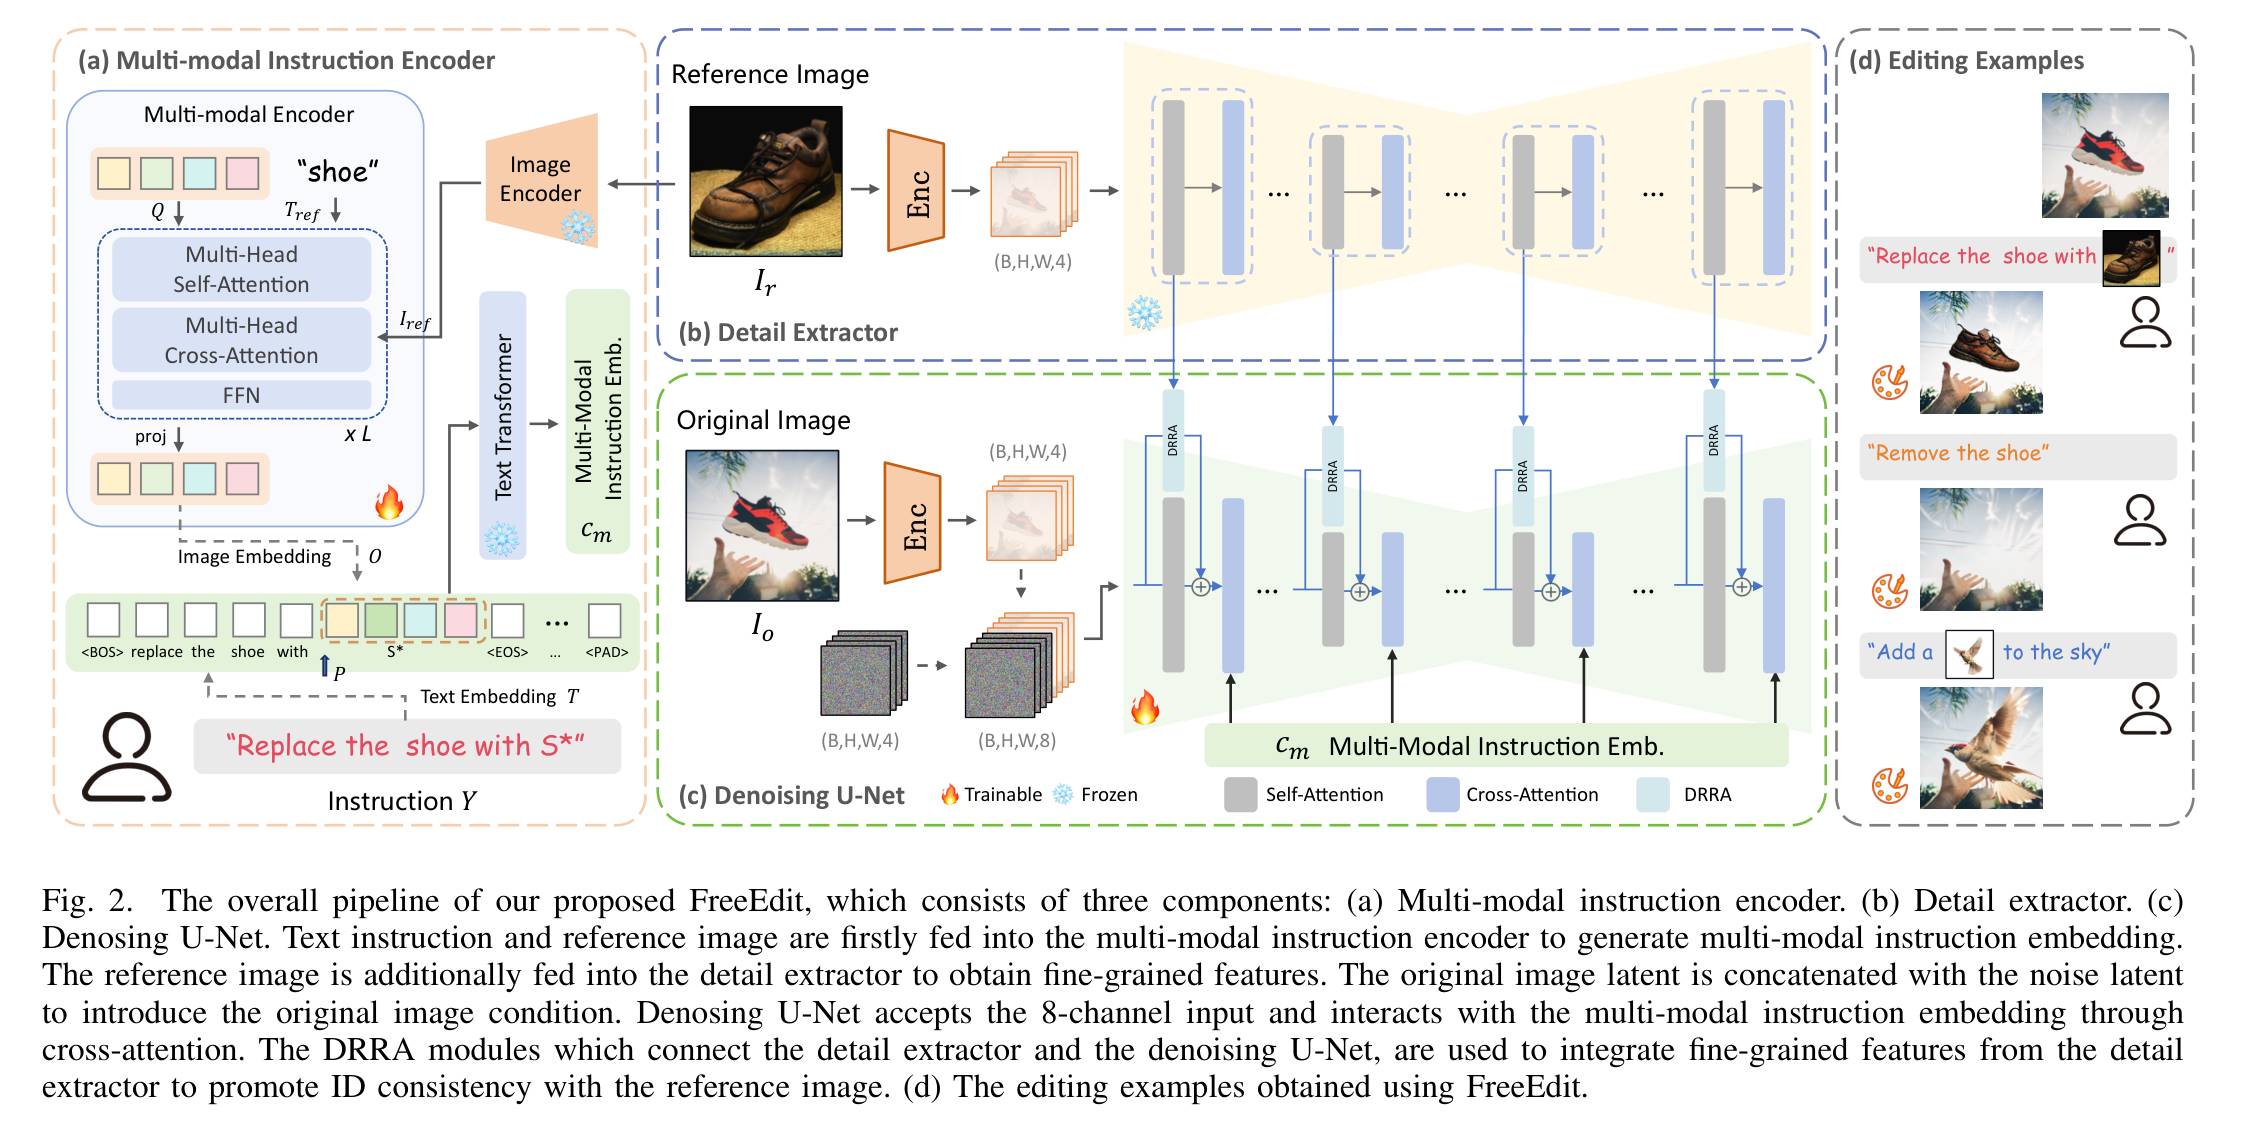 (a) Multi-modal Instruction Encoder
Multi-modal Encoder
"shoe"
Q
T_ref
Multi-Head
Self-Attention
Multi-Head
Cross-Attention
FFN
proj
x L
Image
Encoder
I_ref
Text Transformer
Multi-Modal
Instruction Emb.
c_m
Image Embedding O
<BOS> replace the shoe with S* <EOS> ... <PAD>
P
Text Embedding T
"Replace the shoe with S*"
Instruction Y
Reference Image
I_r
Enc
(B,H,W,4)
...
...
...
(b) Detail Extractor
Original Image
I_o
Enc
(B,H,W,4)
(B,H,W,4)
(B,H,W,8)
DRRA
DRRA
DRRA
DRRA
...
...
...
c_m Multi-Modal Instruction Emb.
(c) Denoising U-Net
Trainable
Frozen
Self-Attention
Cross-Attention
DRRA
(d) Editing Examples
"Replace the shoe with "
"Remove the shoe"
"Add a to the sky"
Fig. 2. The overall pipeline of our proposed FreeEdit, which consists of three components: (a) Multi-modal instruction encoder. (b) Detail extractor. (c)
Denosing U-Net. Text instruction and reference image are firstly fed into the multi-modal instruction encoder to generate multi-modal instruction embedding.
The reference image is additionally fed into the detail extractor to obtain fine-grained features. The original image latent is concatenated with the noise latent
to introduce the original image condition. Denosing U-Net accepts the 8-channel input and interacts with the multi-modal instruction embedding through
cross-attention. The DRRA modules which connect the detail extractor and the denoising U-Net, are used to integrate fine-grained features from the detail
extractor to promote ID consistency with the reference image. (d) The editing examples obtained using FreeEdit.